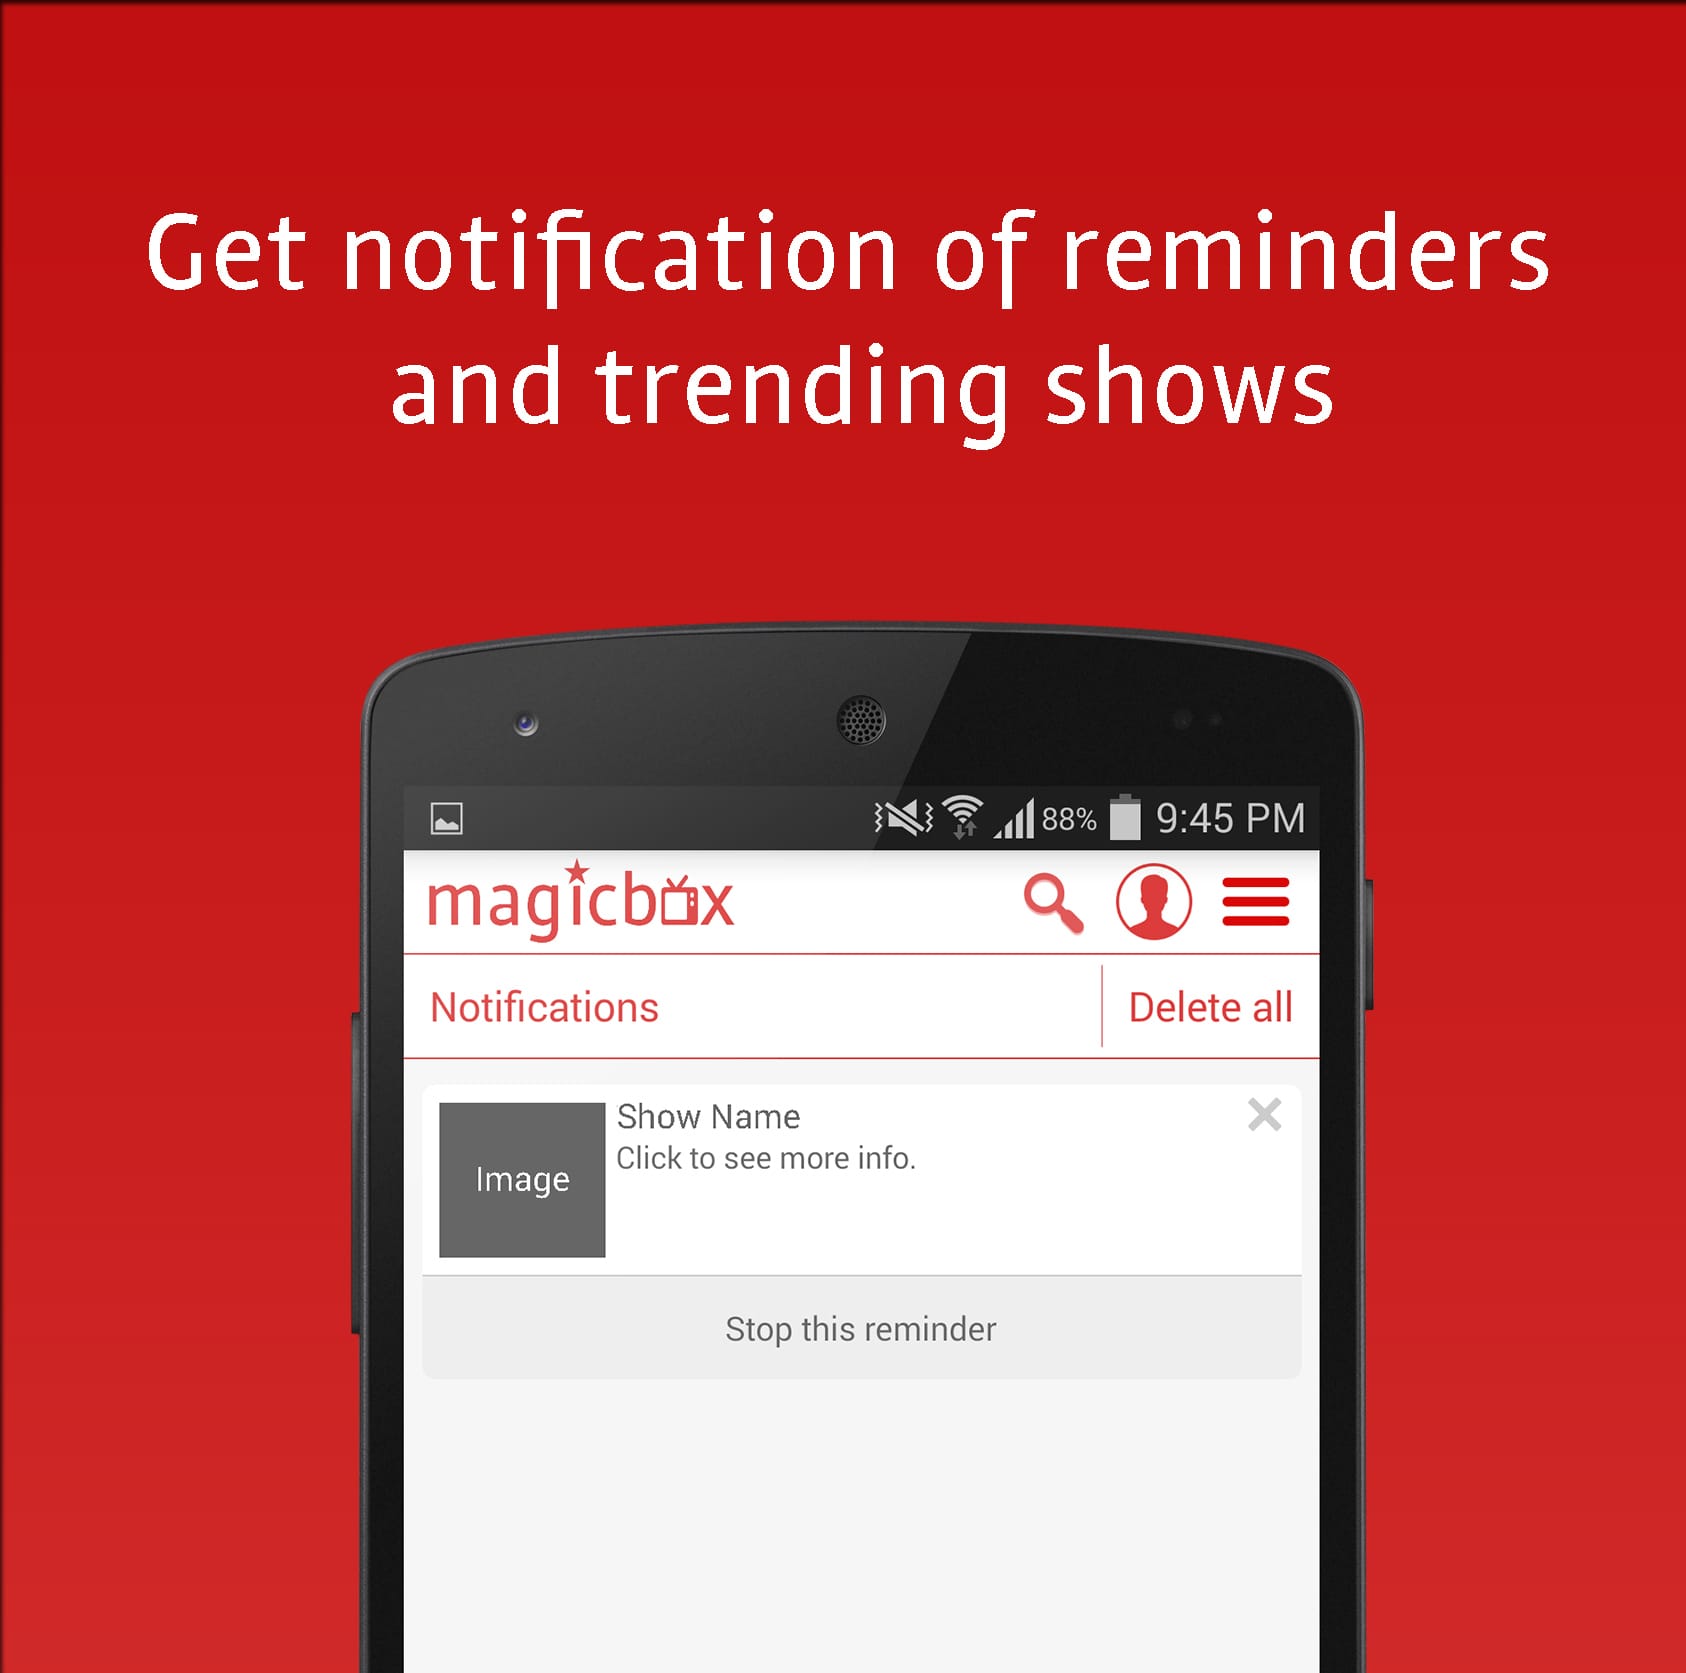 Get notification of reminders
and trending shows
88% 9:45 PM
magicbox
Notifications Delete all
Image
Show Name
Click to see more info.
Stop this reminder